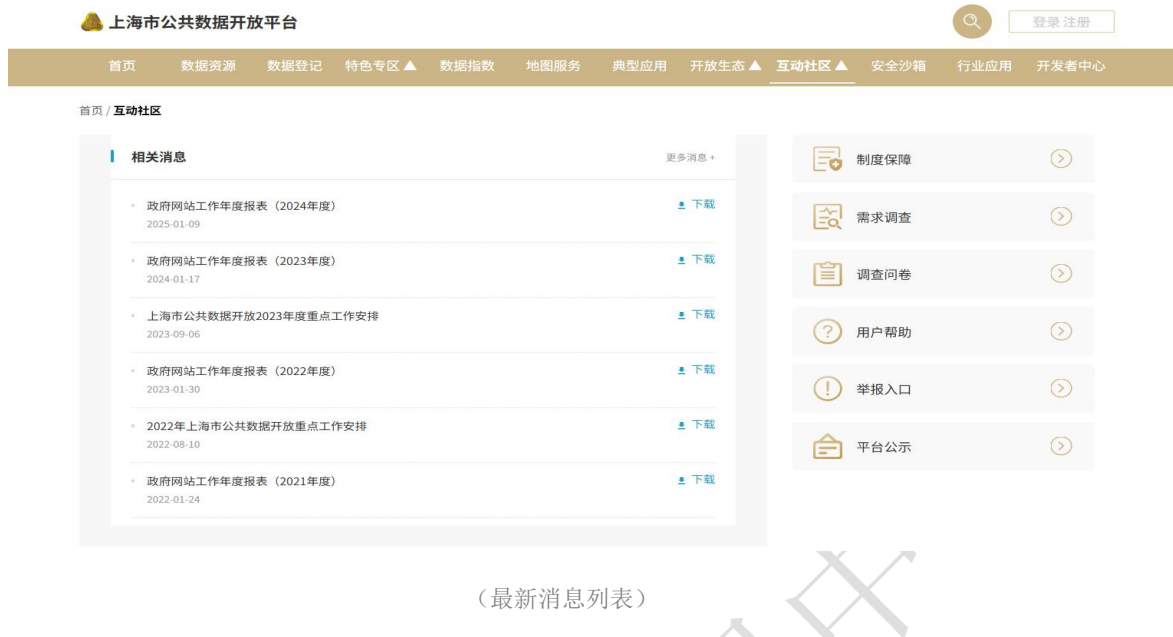 上海市公共数据开放平台
登录 注册
首页 数据资源 数据登记 特色专区 数据指数 地图服务 典型应用 开放生态 互动社区 安全沙箱 行业应用 开发者中心
首页 / 互动社区
相关消息 更多消息 +
政府网站工作年度报表（2024年度） 下载
2025-01-09
政府网站工作年度报表（2023年度） 下载
2024-01-17
上海市公共数据开放2023年度重点工作安排 下载
2023-09-06
政府网站工作年度报表（2022年度） 下载
2023-01-30
2022年上海市公共数据开放重点工作安排 下载
2022-08-10
政府网站工作年度报表（2021年度） 下载
2022-01-24
制度保障
需求调查
调查问卷
用户帮助
举报入口
平台公示
（最新消息列表）